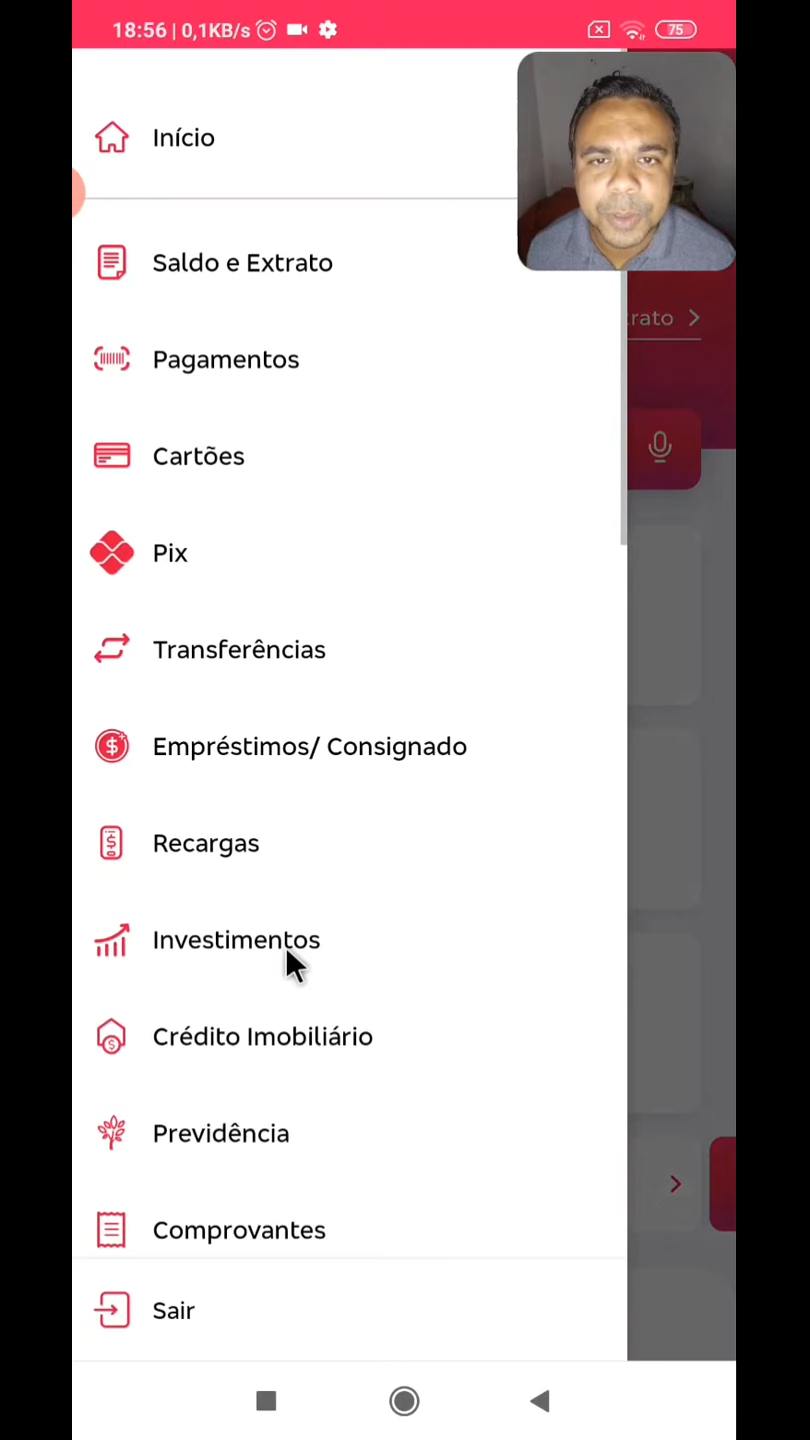 18:56 | 0,1KB/s
75
Início
Saldo e Extrato
trato
Pagamentos
Cartões
Pix
Transferências
Empréstimos/ Consignado
Recargas
Investimentos
Crédito Imobiliário
Previdência
Comprovantes
Sair